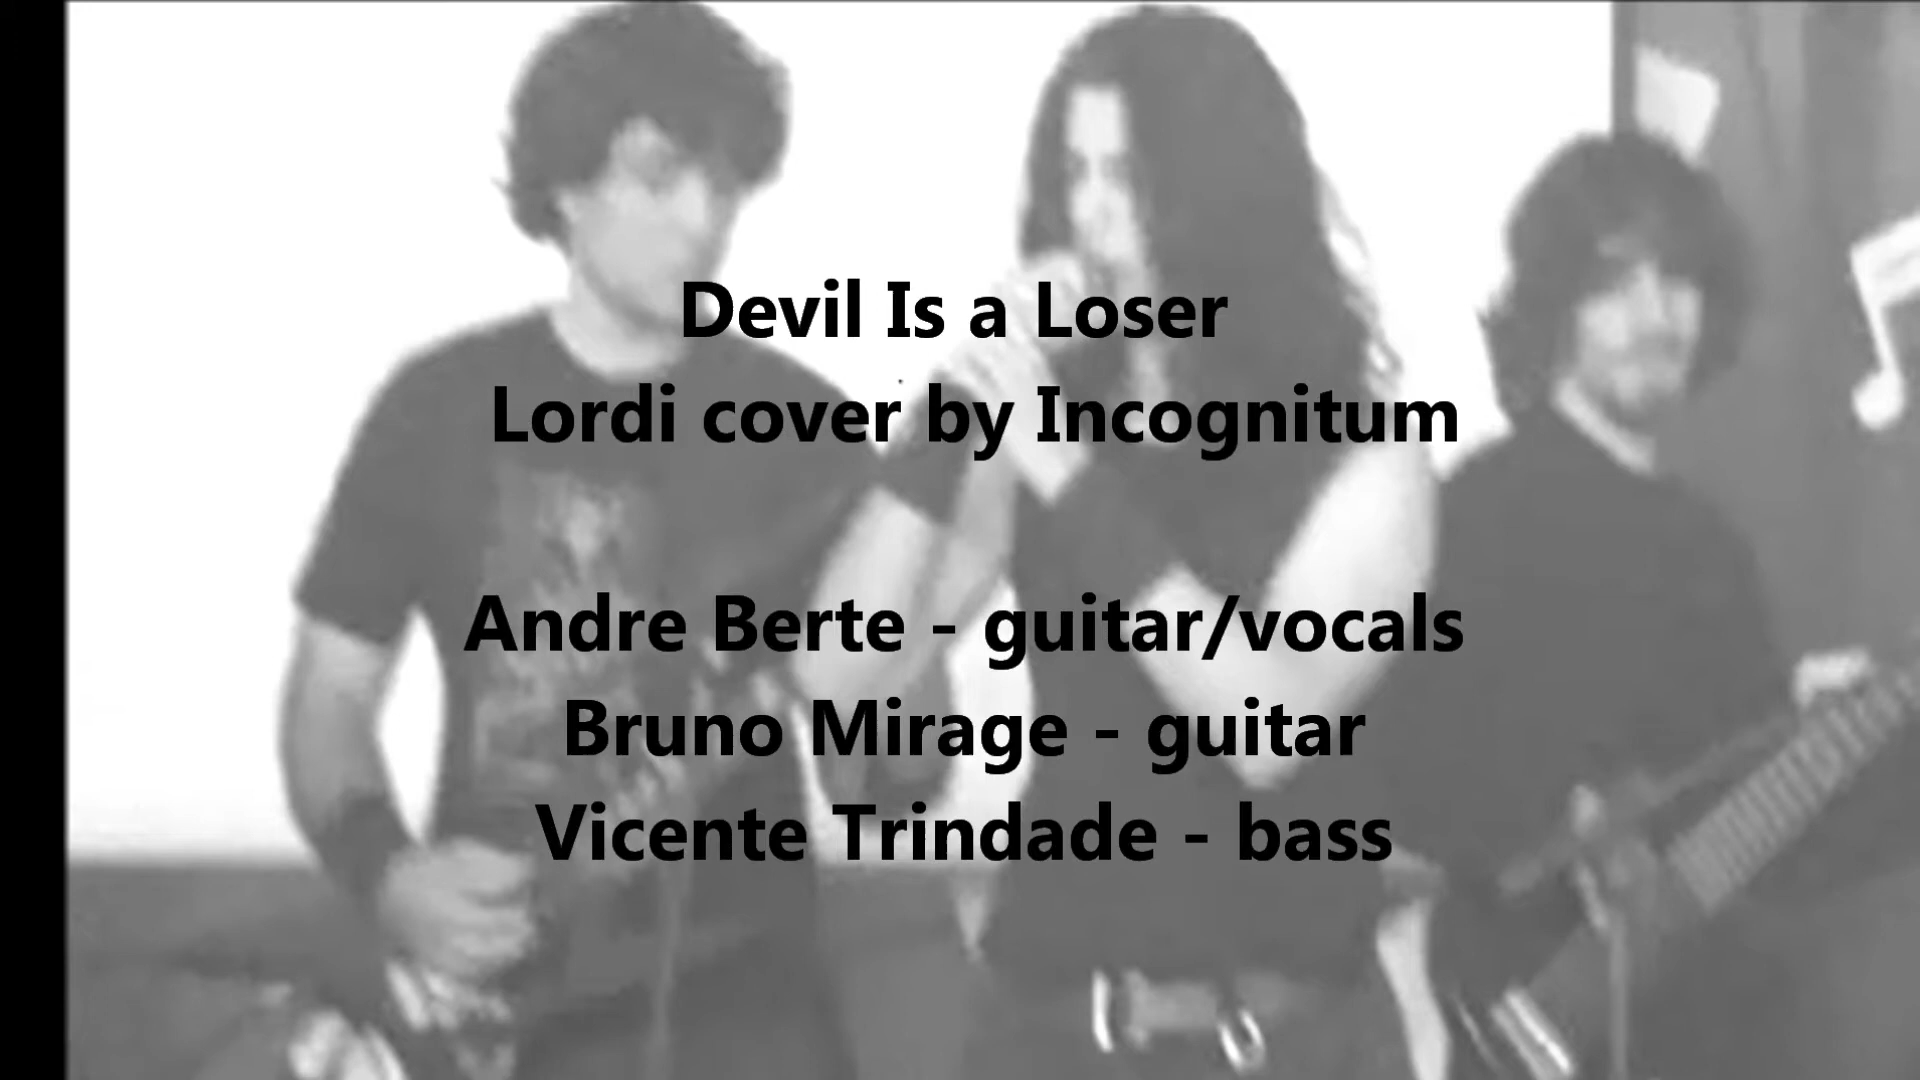 Devil Is a Loser
Lordi cover by Incognitum
Andre Berte - guitar/vocals
Bruno Mirage - guitar
Vicente Trindade - bass